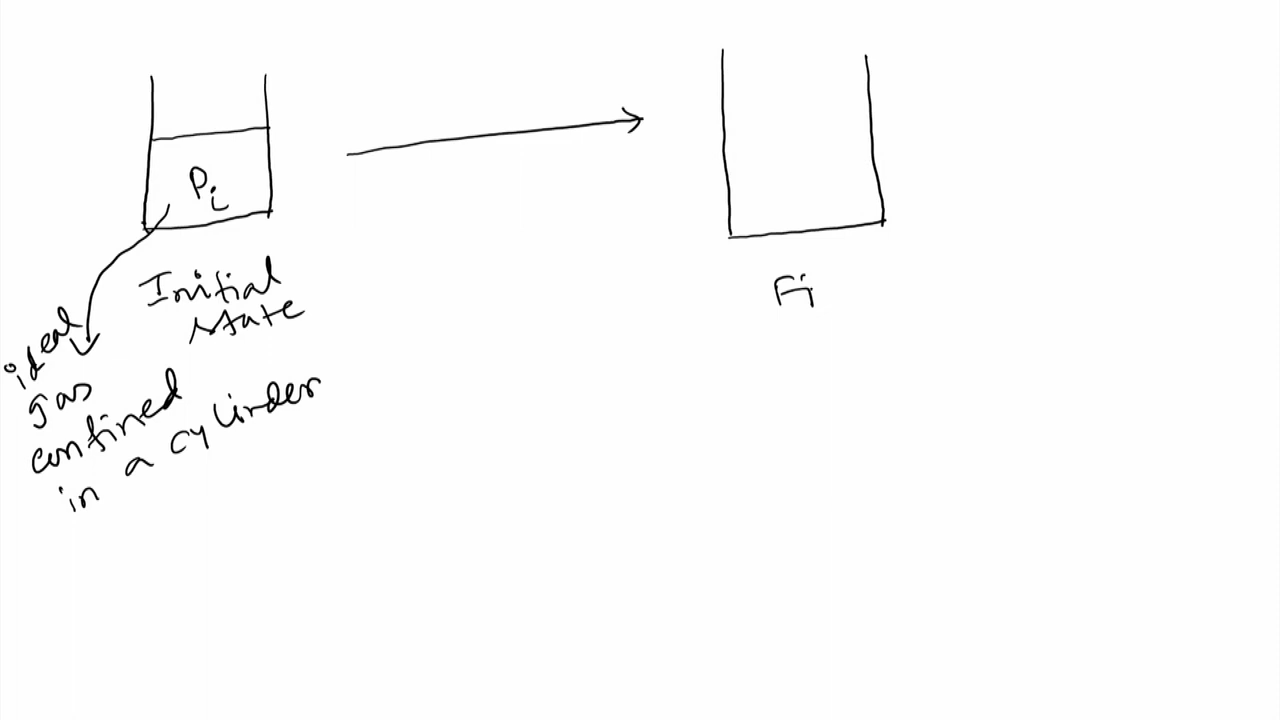 Pi
Initial
state
ideal
gas
confined
in a cylinder
Fi